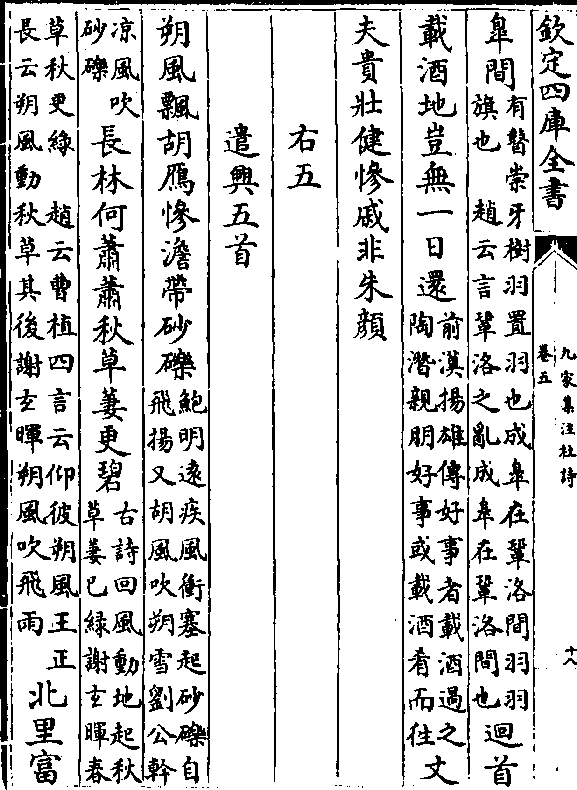 欽定四庫全書
九家集注杜詩
卷五
十八
臯間有瞽崇牙樹羽置羽也成臯在鞏洛間羽羽
旗也　趙云言鞏洛之亂成臯在鞏洛間也迴首
載酒地豈無一日還前漢揚雄傳好事者載酒過之
陶潛親朋好事或載酒肴而往丈
夫貴壯健慘戚非朱顔
右五
遣興五首
朔風飄胡鴈慘澹帶砂礫鮑明逺疾風衝塞起砂礫自
飛揚又胡風吹朔雪劉公幹
凉風吹
砂礫長林何蕭蕭秋草萋更碧古詩回風動地起秋
草萋已緑謝玄暉春
草秋更緑　趙云曹植四言云仰彼朔風王正
長云朔風動秋草其後謝玄暉朔風吹飛雨北里富